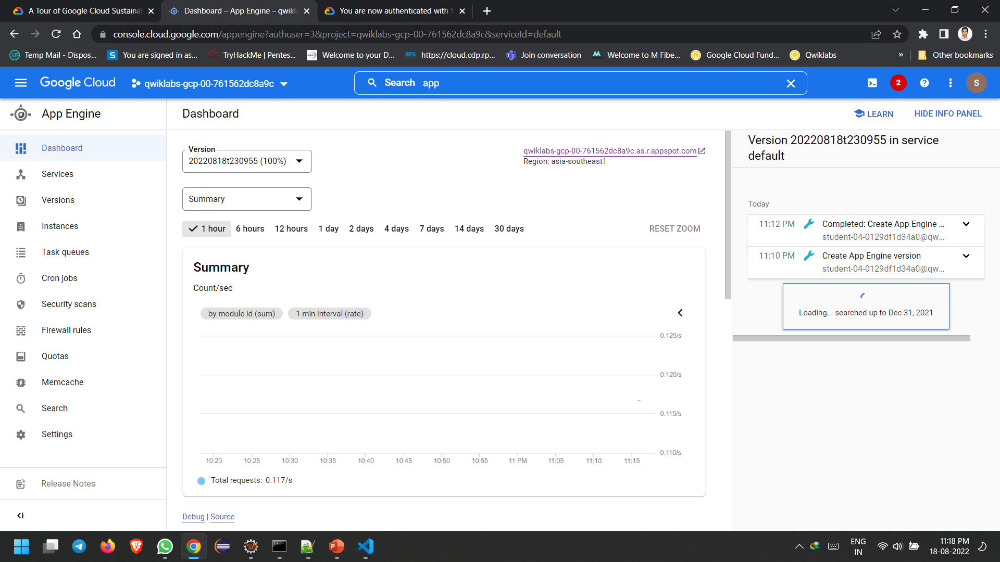 A Tour of Google Cloud Sustaina
Dashboard – App Engine – qwikla
You are now authenticated with t
console.cloud.google.com/appengine?authuser=3&project=qwiklabs-gcp-00-761562dc8a9c&serviceId=default
Temp Mail - Dispos...
S
You are signed in as...
TryHackMe | Pentes...
Welcome to your D...
RPS
https://cloud.cdp.rp...
Join conversation
Welcome to M Fibe...
Google Cloud Fund...
Qwiklabs
»
Other bookmarks
Google Cloud
qwiklabs-gcp-00-761562dc8a9c
Search app
2
S
App Engine
Dashboard
LEARN
HIDE INFO PANEL
Dashboard
Services
Versions
Instances
Task queues
Cron jobs
Security scans
Firewall rules
Quotas
Memcache
Search
Settings
Release Notes
Version
20220818t230955 (100%)
qwiklabs-gcp-00-761562dc8a9c.as.r.appspot.com
Region: asia-southeast1
Summary
1 hour 6 hours 12 hours 1 day 2 days 4 days 7 days 14 days 30 days
RESET ZOOM
Summary
Count/sec
by module id (sum)
1 min interval (rate)
0.125/s
0.120/s
0.115/s
0.110/s
10:20 10:25 10:30 10:35 10:40 10:45 10:50 10:55 11 PM 11:05 11:10 11:15
Total requests: 0.117/s
Debug | Source
Version 20220818t230955 in service
default
Today
11:12 PM Completed: Create App Engine ...
student-04-0129df1d34a0@qw...
11:10 PM Create App Engine version
student-04-0129df1d34a0@qw...
Loading... searched up to Dec 31, 2021
ENG
IN
11:18 PM
18-08-2022